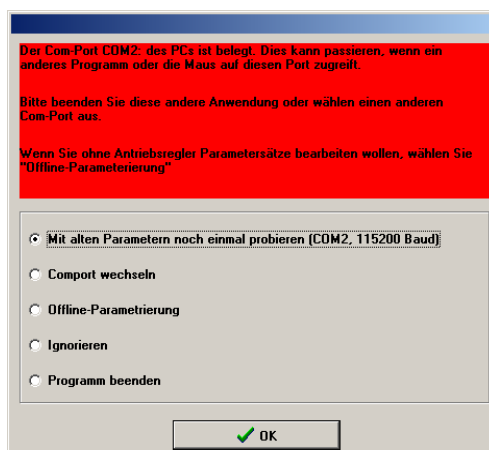 Der Com-Port COM2: des PCs ist belegt. Dies kann passieren, wenn ein
anderes Programm oder die Maus auf diesen Port zugreift.
Bitte beenden Sie diese andere Anwendung oder wählen einen anderen
Com-Port aus.
Wenn Sie ohne Antriebsregler Parametersätze bearbeiten wollen, wählen Sie
"Offline-Parameterierung"
Mit alten Parametern noch einmal probieren (COM2, 115200 Baud)
Comport wechseln
Offline-Parametrierung
Ignorieren
Programm beenden
OK